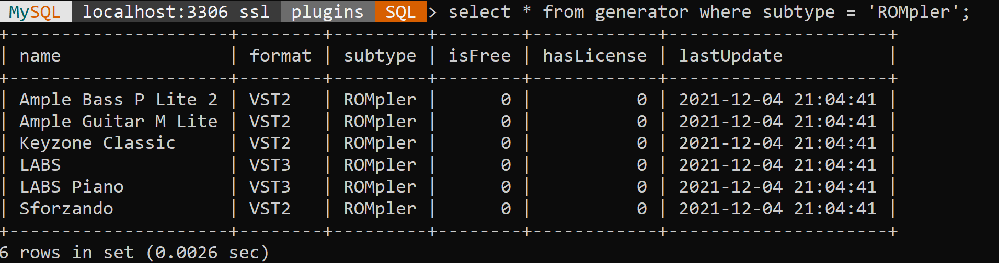 MySQL localhost:3306 ssl plugins SQL > select * from generator where subtype = 'ROMpler';
+---------------------+--------+---------+--------+------------+---------------------+
| name                | format | subtype | isFree | hasLicense | lastUpdate          |
+---------------------+--------+---------+--------+------------+---------------------+
| Ample Bass P Lite 2 | VST2   | ROMpler |      0 |          0 | 2021-12-04 21:04:41 |
| Ample Guitar M Lite | VST2   | ROMpler |      0 |          0 | 2021-12-04 21:04:41 |
| Keyzone Classic     | VST2   | ROMpler |      0 |          0 | 2021-12-04 21:04:41 |
| LABS                | VST3   | ROMpler |      0 |          0 | 2021-12-04 21:04:41 |
| LABS Piano          | VST3   | ROMpler |      0 |          0 | 2021-12-04 21:04:41 |
| Sforzando           | VST2   | ROMpler |      0 |          0 | 2021-12-04 21:04:41 |
+---------------------+--------+---------+--------+------------+---------------------+
6 rows in set (0.0026 sec)